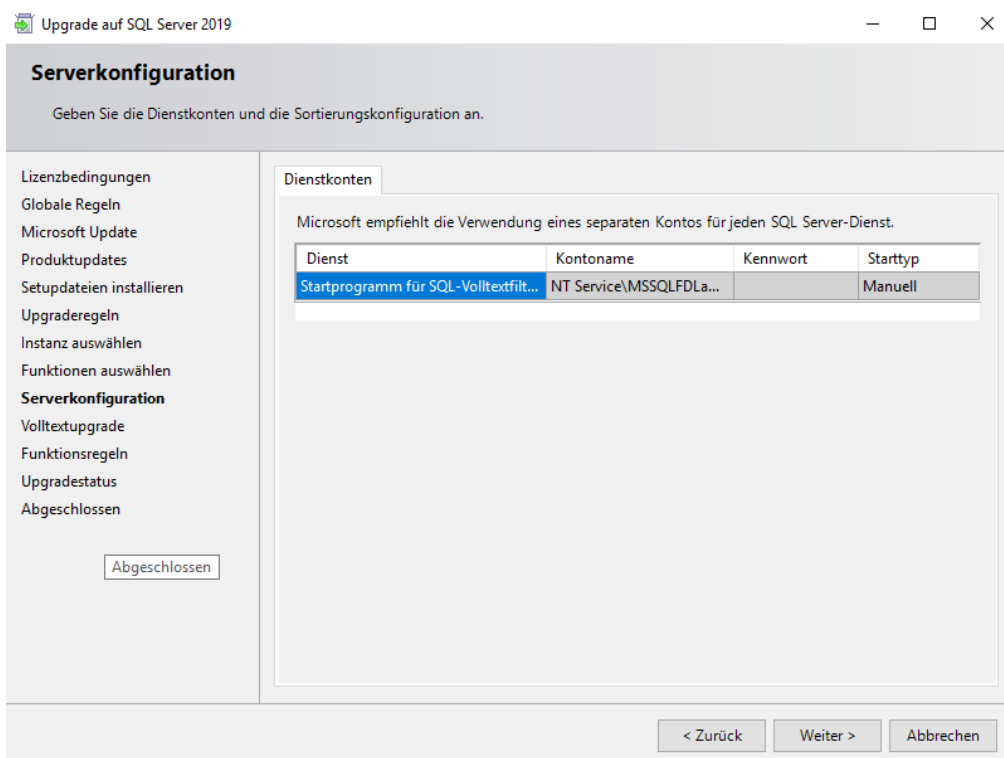 Upgrade auf SQL Server 2019
Serverkonfiguration
Geben Sie die Dienstkonten und die Sortierungskonfiguration an.
Lizenzbedingungen
Globale Regeln
Microsoft Update
Produktupdates
Setupdateien installieren
Upgraderegeln
Instanz auswählen
Funktionen auswählen
Serverkonfiguration
Volltextupgrade
Funktionsregeln
Upgradestatus
Abgeschlossen
Abgeschlossen
Dienstkonten
Microsoft empfiehlt die Verwendung eines separaten Kontos für jeden SQL Server-Dienst.
Dienst Kontoname Kennwort Starttyp
Startprogramm für SQL-Volltextfilt... NT Service\MSSQLFDLa... Manuell
< Zurück Weiter > Abbrechen